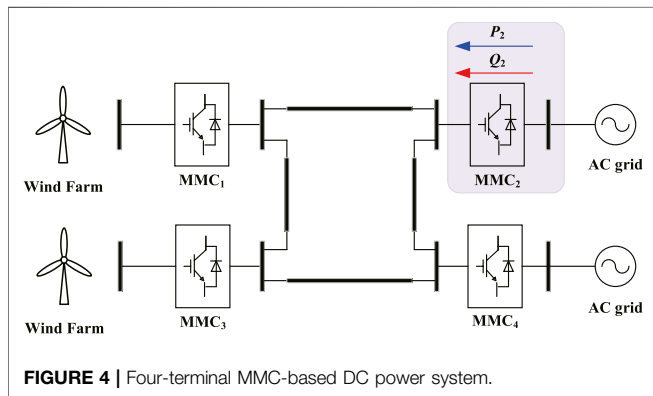 P₂
Q₂
Wind Farm
MMC₁
MMC₂
AC grid
Wind Farm
MMC₃
MMC₄
AC grid
FIGURE 4 | Four-terminal MMC-based DC power system.